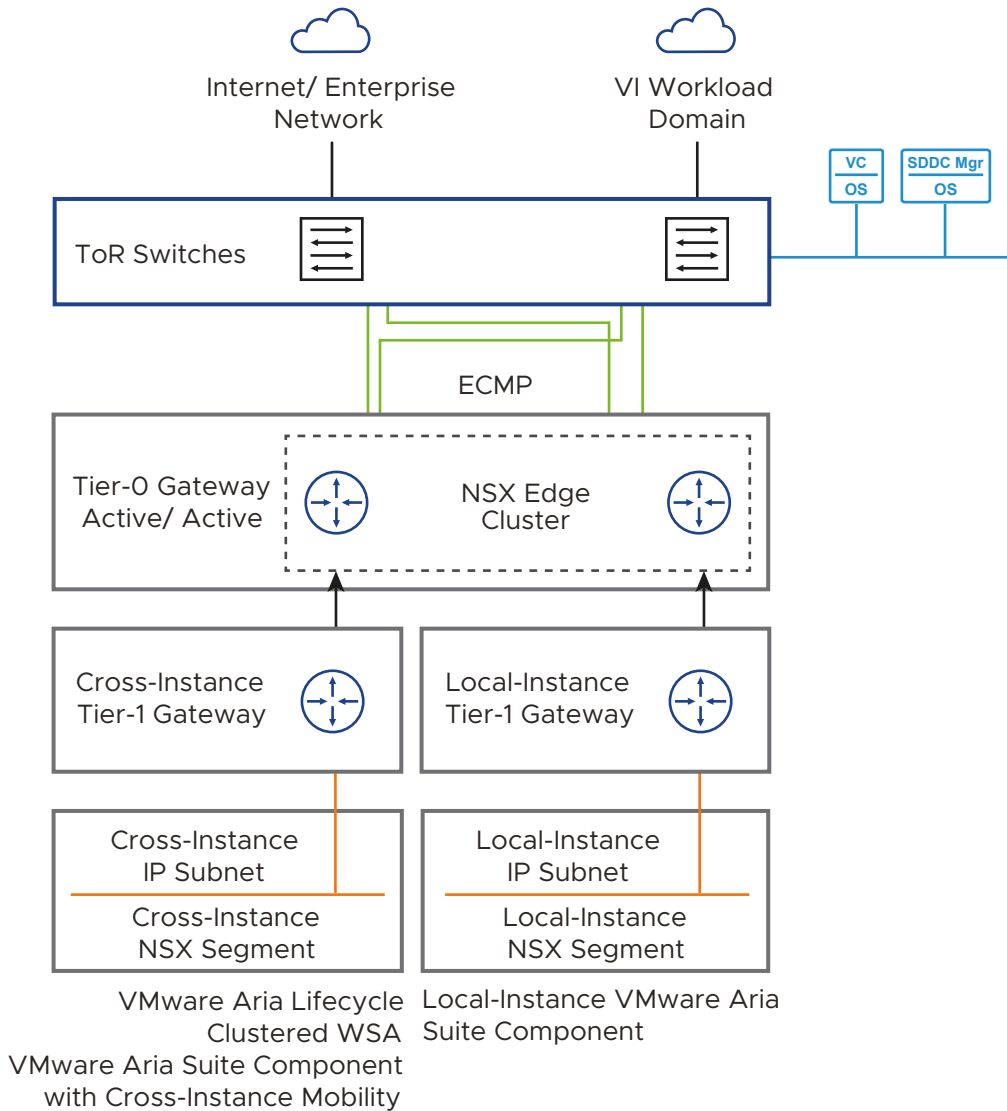 Internet/ Enterprise
Network
VI Workload
Domain
VC
OS
SDDC Mgr
OS
ToR Switches
ECMP
Tier-0 Gateway
Active/ Active
NSX Edge
Cluster
Cross-Instance
Tier-1 Gateway
Local-Instance
Tier-1 Gateway
Cross-Instance
IP Subnet
Cross-Instance
NSX Segment
Local-Instance
IP Subnet
Local-Instance
NSX Segment
VMware Aria Lifecycle
Clustered WSA
VMware Aria Suite Component
with Cross-Instance Mobility
Local-Instance VMware Aria
Suite Component